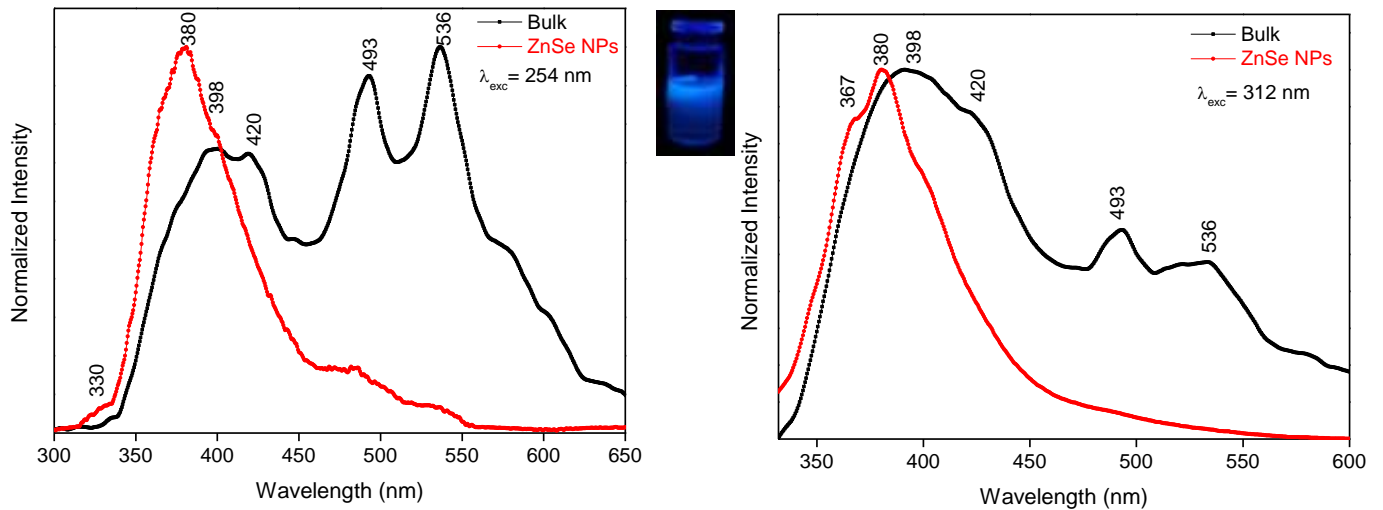 Bulk
ZnSe NPs
λexc= 254 nm
380
398
420
493
536
330
Normalized Intensity
300 350 400 450 500 550 600 650
Wavelength (nm)
Bulk
ZnSe NPs
λexc= 312 nm
367
380
398
420
493
536
Normalized Intensity
350 400 450 500 550 600
Wavelength (nm)